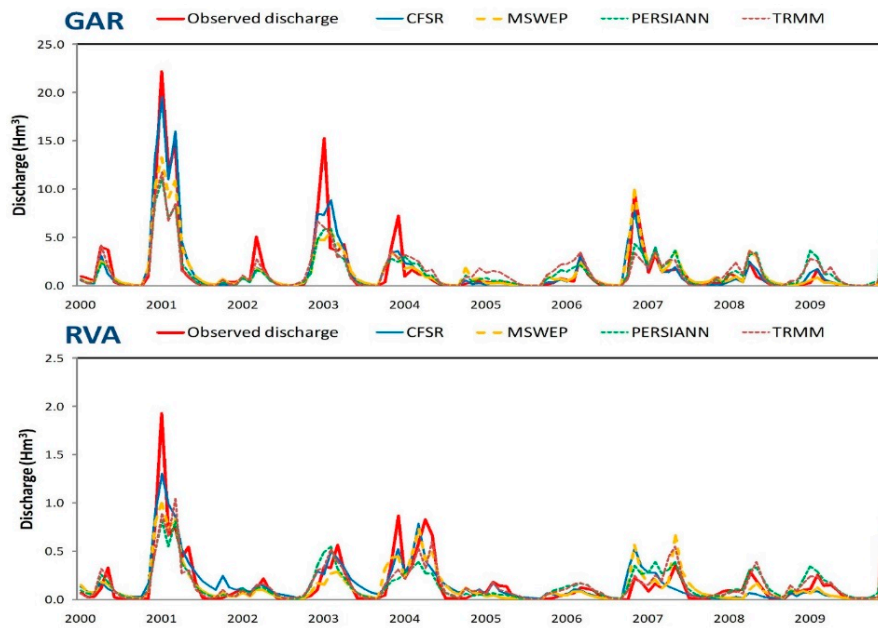 GAR
Observed discharge CFSR MSWEP PERSIANN TRMM
25.0
20.0
15.0
10.0
5.0
0.0
Discharge (Hm³)
2000 2001 2002 2003 2004 2005 2006 2007 2008 2009
RVA
Observed discharge CFSR MSWEP PERSIANN TRMM
2.5
2.0
1.5
1.0
0.5
0.0
Discharge (Hm³)
2000 2001 2002 2003 2004 2005 2006 2007 2008 2009